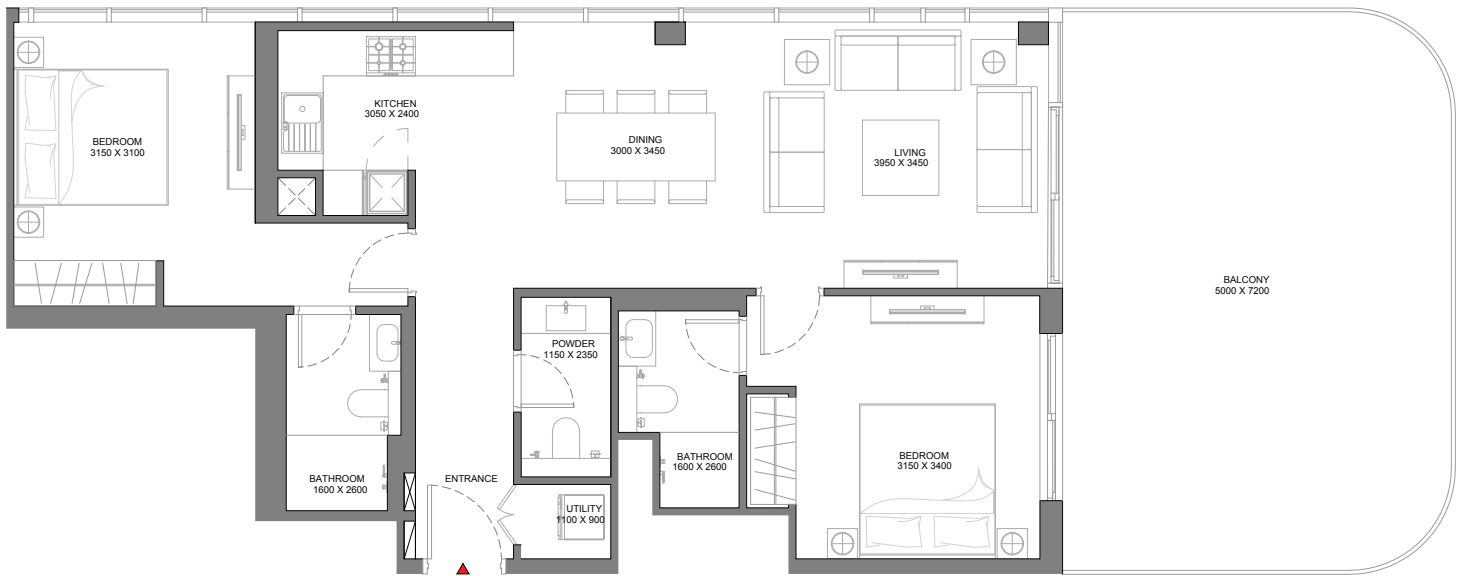 KITCHEN
3050 X 2400
BEDROOM
3150 X 3100
DINING
3000 X 3450
LIVING
3950 X 3450
BALCONY
5000 X 7200
POWDER
1150 X 2350
BATHROOM
1600 X 2600
ENTRANCE
BATHROOM
1600 X 2600
BEDROOM
3150 X 3400
UTILITY
1100 X 900